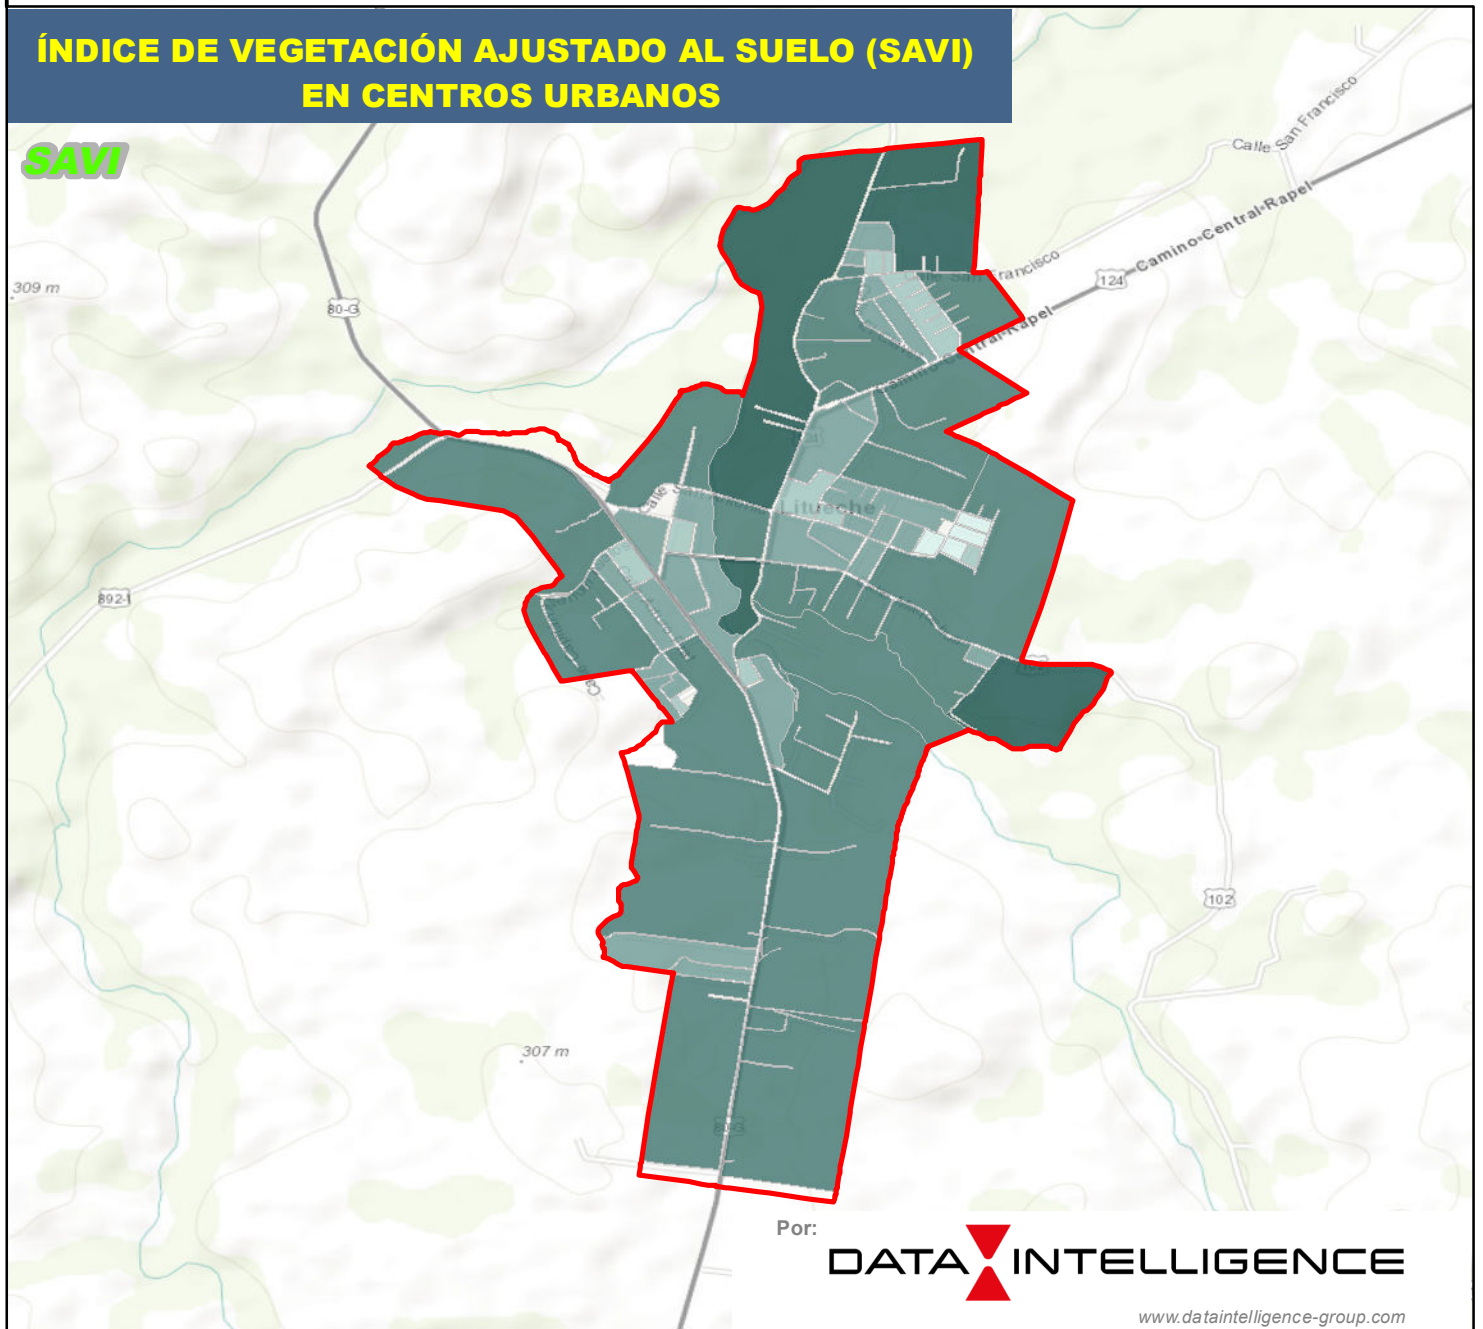 ÍNDICE DE VEGETACIÓN AJUSTADO AL SUELO (SAVI)
EN CENTROS URBANOS
SAVI
Calle San Francisco
Camino Central Rapel
124
309 m
80-G
Litueche
892-I
102
307 m
80-G
Por:
DATA INTELLIGENCE
www.dataintelligence-group.com